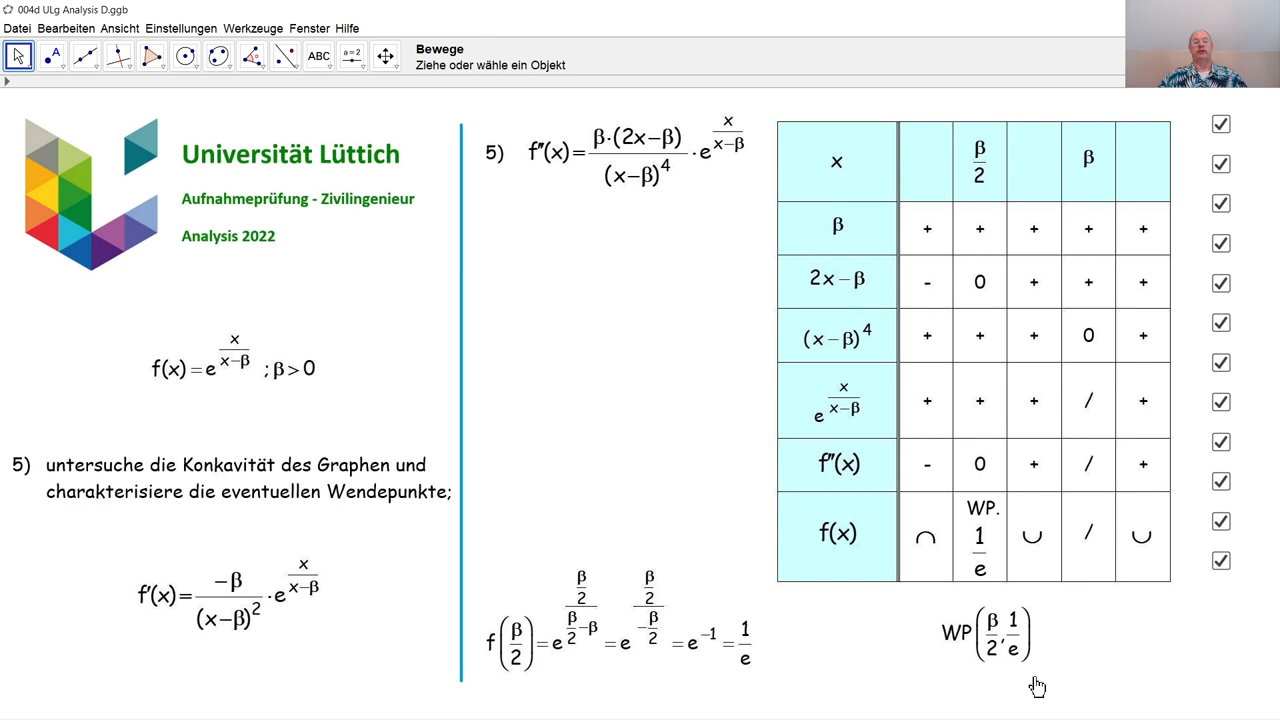 004d ULg Analysis D.ggb
Datei Bearbeiten Ansicht Einstellungen Werkzeuge Fenster Hilfe
A
ABC
a=2
Bewege
Ziehe oder wähle ein Objekt
Universität Lüttich
Aufnahmeprüfung - Zivilingenieur
Analysis 2022
f(x) = e^(x/(x−β)) ; β > 0
5) untersuche die Konkavität des Graphen und
charakterisiere die eventuellen Wendepunkte;
f'(x) = −β/(x−β)² · e^(x/(x−β))
5) f''(x) = β·(2x−β)/(x−β)⁴ · e^(x/(x−β))
f(β/2) = e^((β/2)/(β/2−β)) = e^((β/2)/(−β/2)) = e^(−1) = 1/e
x β/2 β
β + + + + +
2x−β - 0 + + +
(x−β)⁴ + + + 0 +
e^(x/(x−β)) + + + / +
f''(x) - 0 + / +
f(x) ∩ WP. 1/e ∪ / ∪
WP(β/2, 1/e)